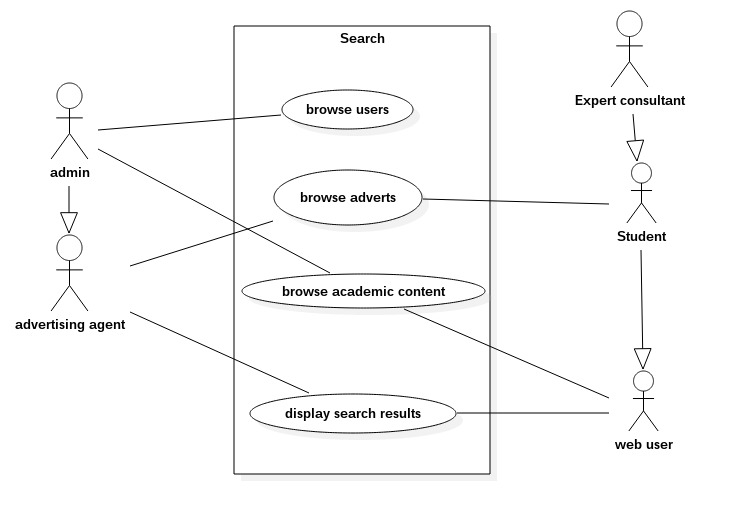 Search
Expert consultant
browse users
admin
browse adverts
Student
browse academic content
advertising agent
display search results
web user